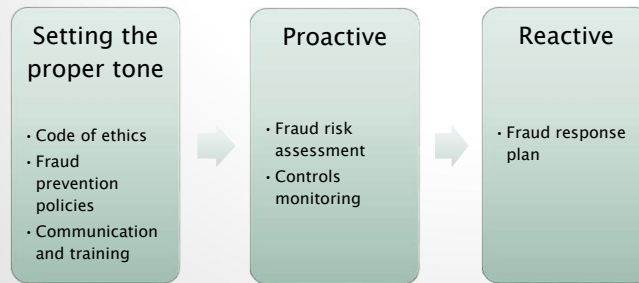 Setting the
proper tone
• Code of ethics
• Fraud
prevention
policies
• Communication
and training
Proactive
• Fraud risk
assessment
• Controls
monitoring
Reactive
• Fraud response
plan